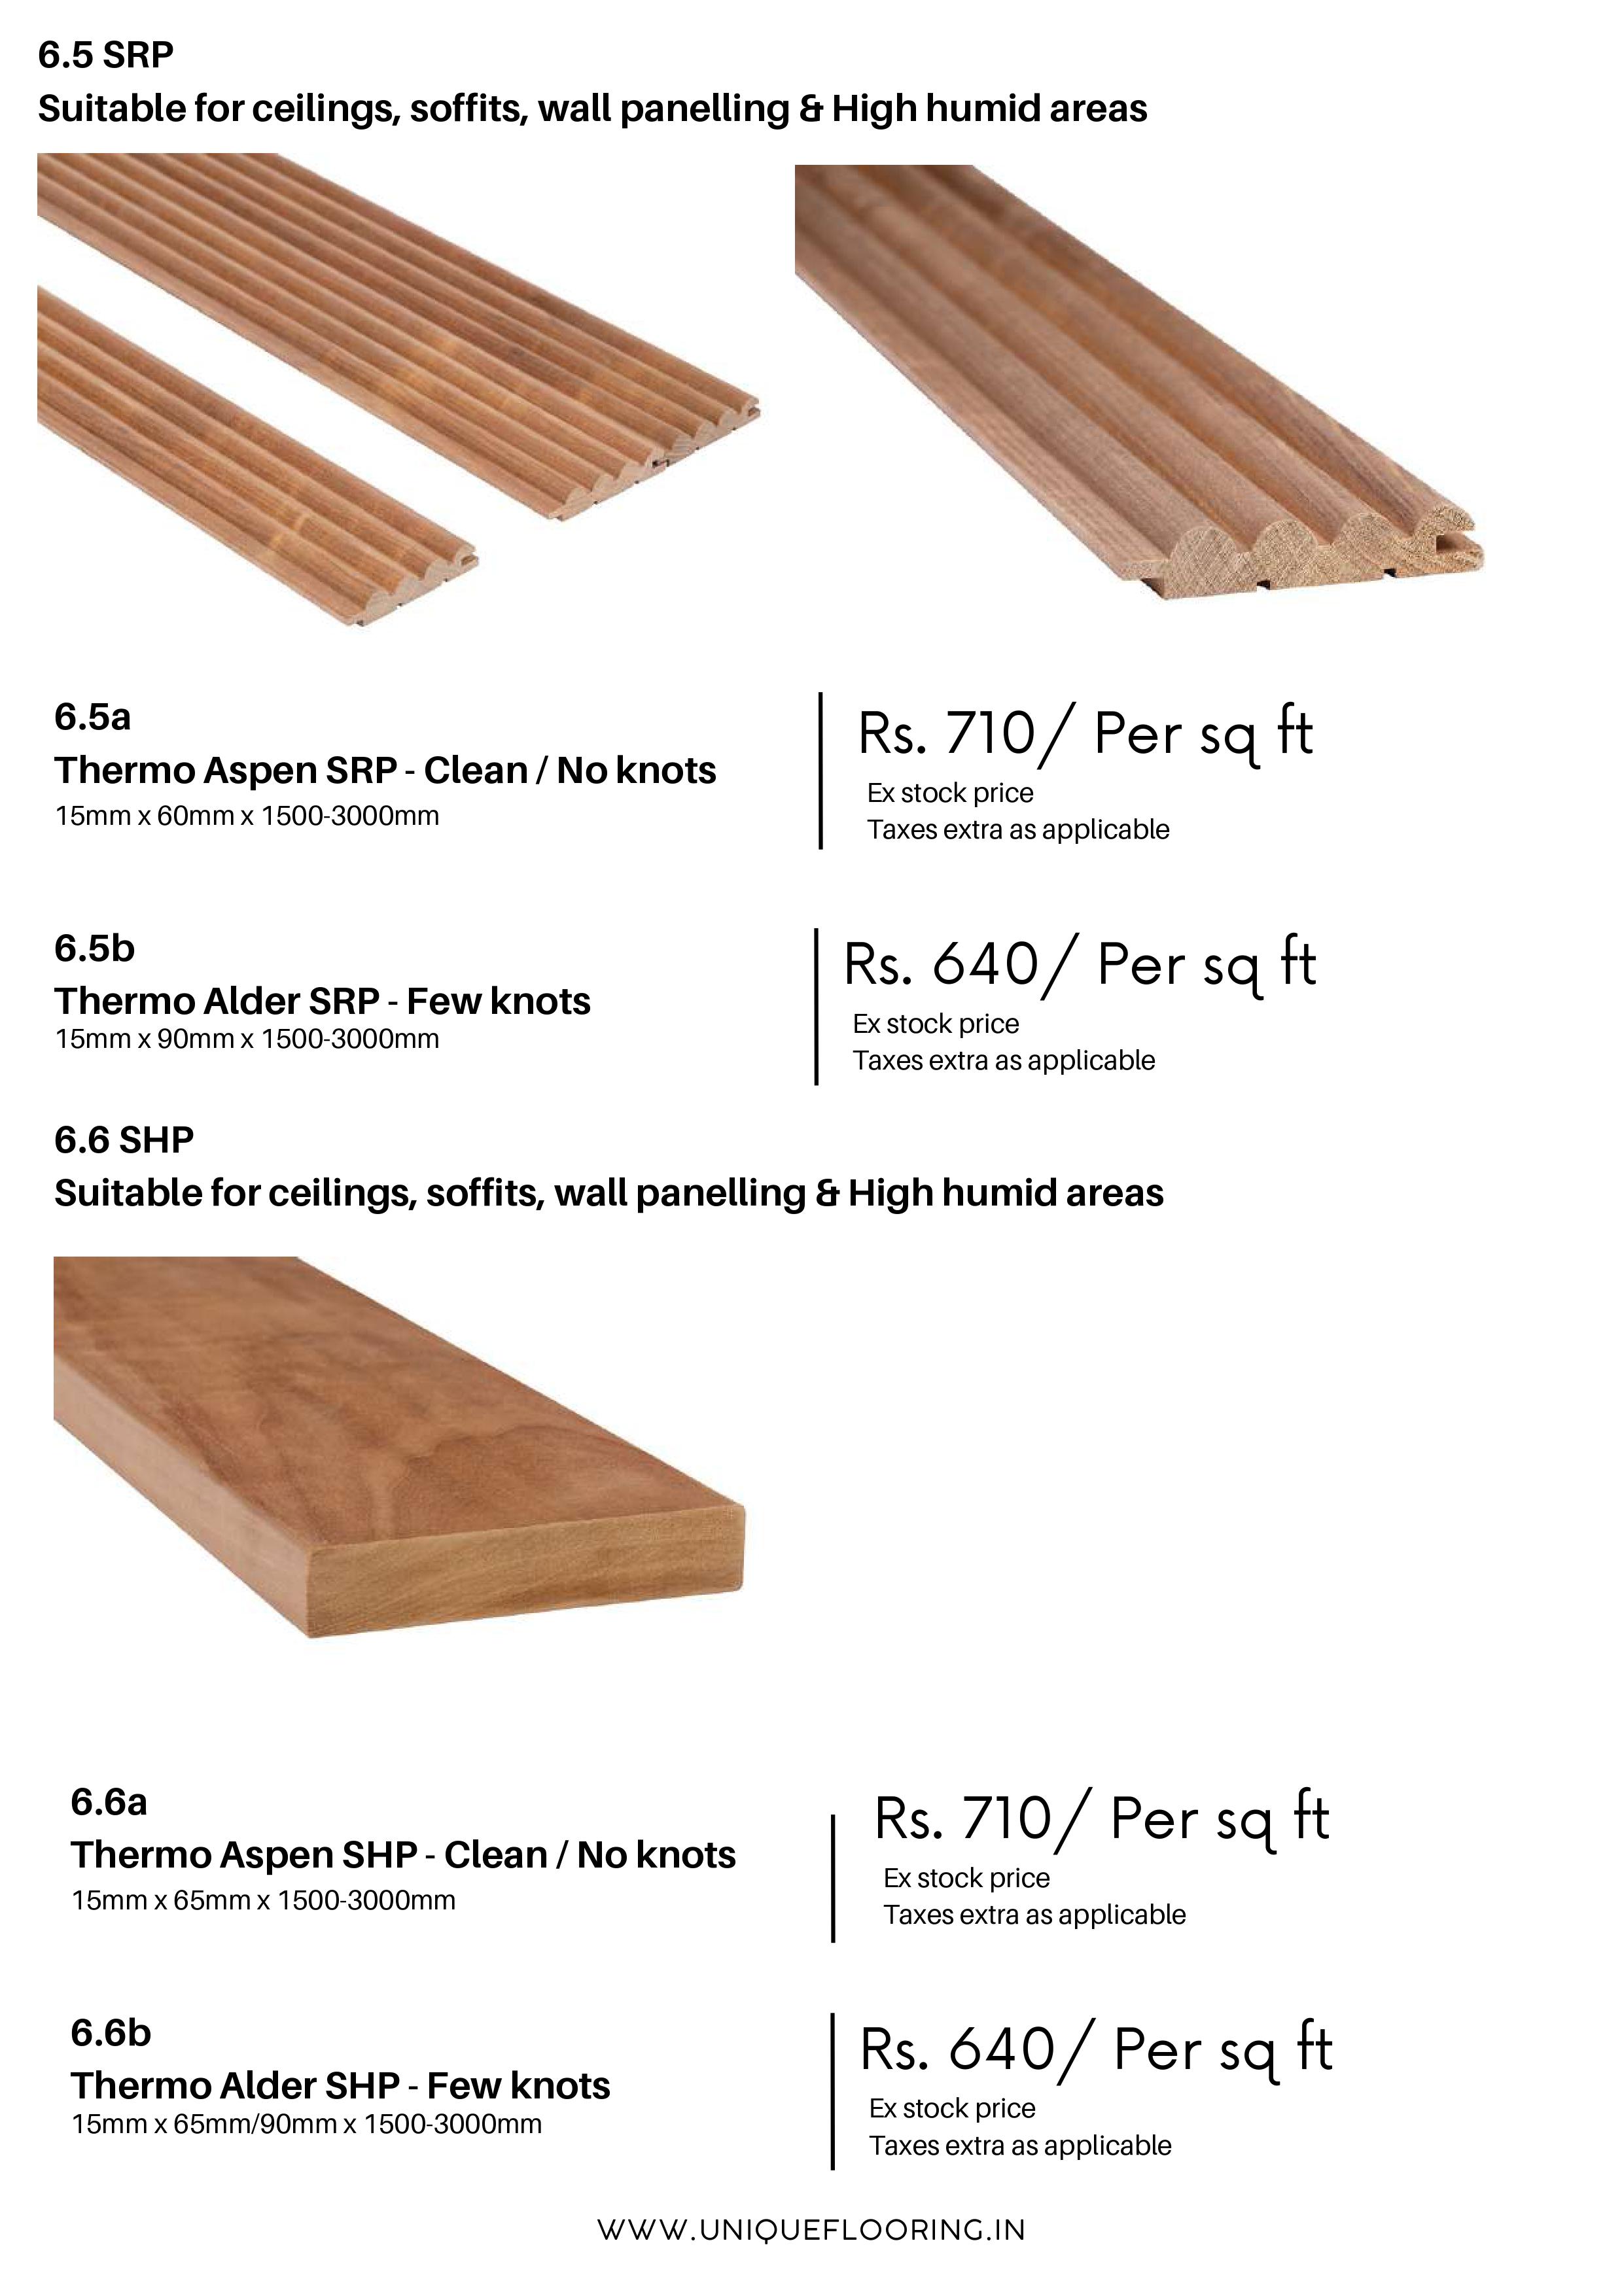 6.5 SRP
Suitable for ceilings, soffits, wall panelling & High humid areas
6.5a
Thermo Aspen SRP - Clean / No knots
15mm x 60mm x 1500-3000mm
Rs. 710/ Per sq ft
Ex stock price
Taxes extra as applicable
6.5b
Thermo Alder SRP - Few knots
15mm x 90mm x 1500-3000mm
Rs. 640/ Per sq ft
Ex stock price
Taxes extra as applicable
6.6 SHP
Suitable for ceilings, soffits, wall panelling & High humid areas
6.6a
Thermo Aspen SHP - Clean / No knots
15mm x 65mm x 1500-3000mm
Rs. 710/ Per sq ft
Ex stock price
Taxes extra as applicable
6.6b
Thermo Alder SHP - Few knots
15mm x 65mm/90mm x 1500-3000mm
Rs. 640/ Per sq ft
Ex stock price
Taxes extra as applicable
WWW.UNIQUEFLOORING.IN